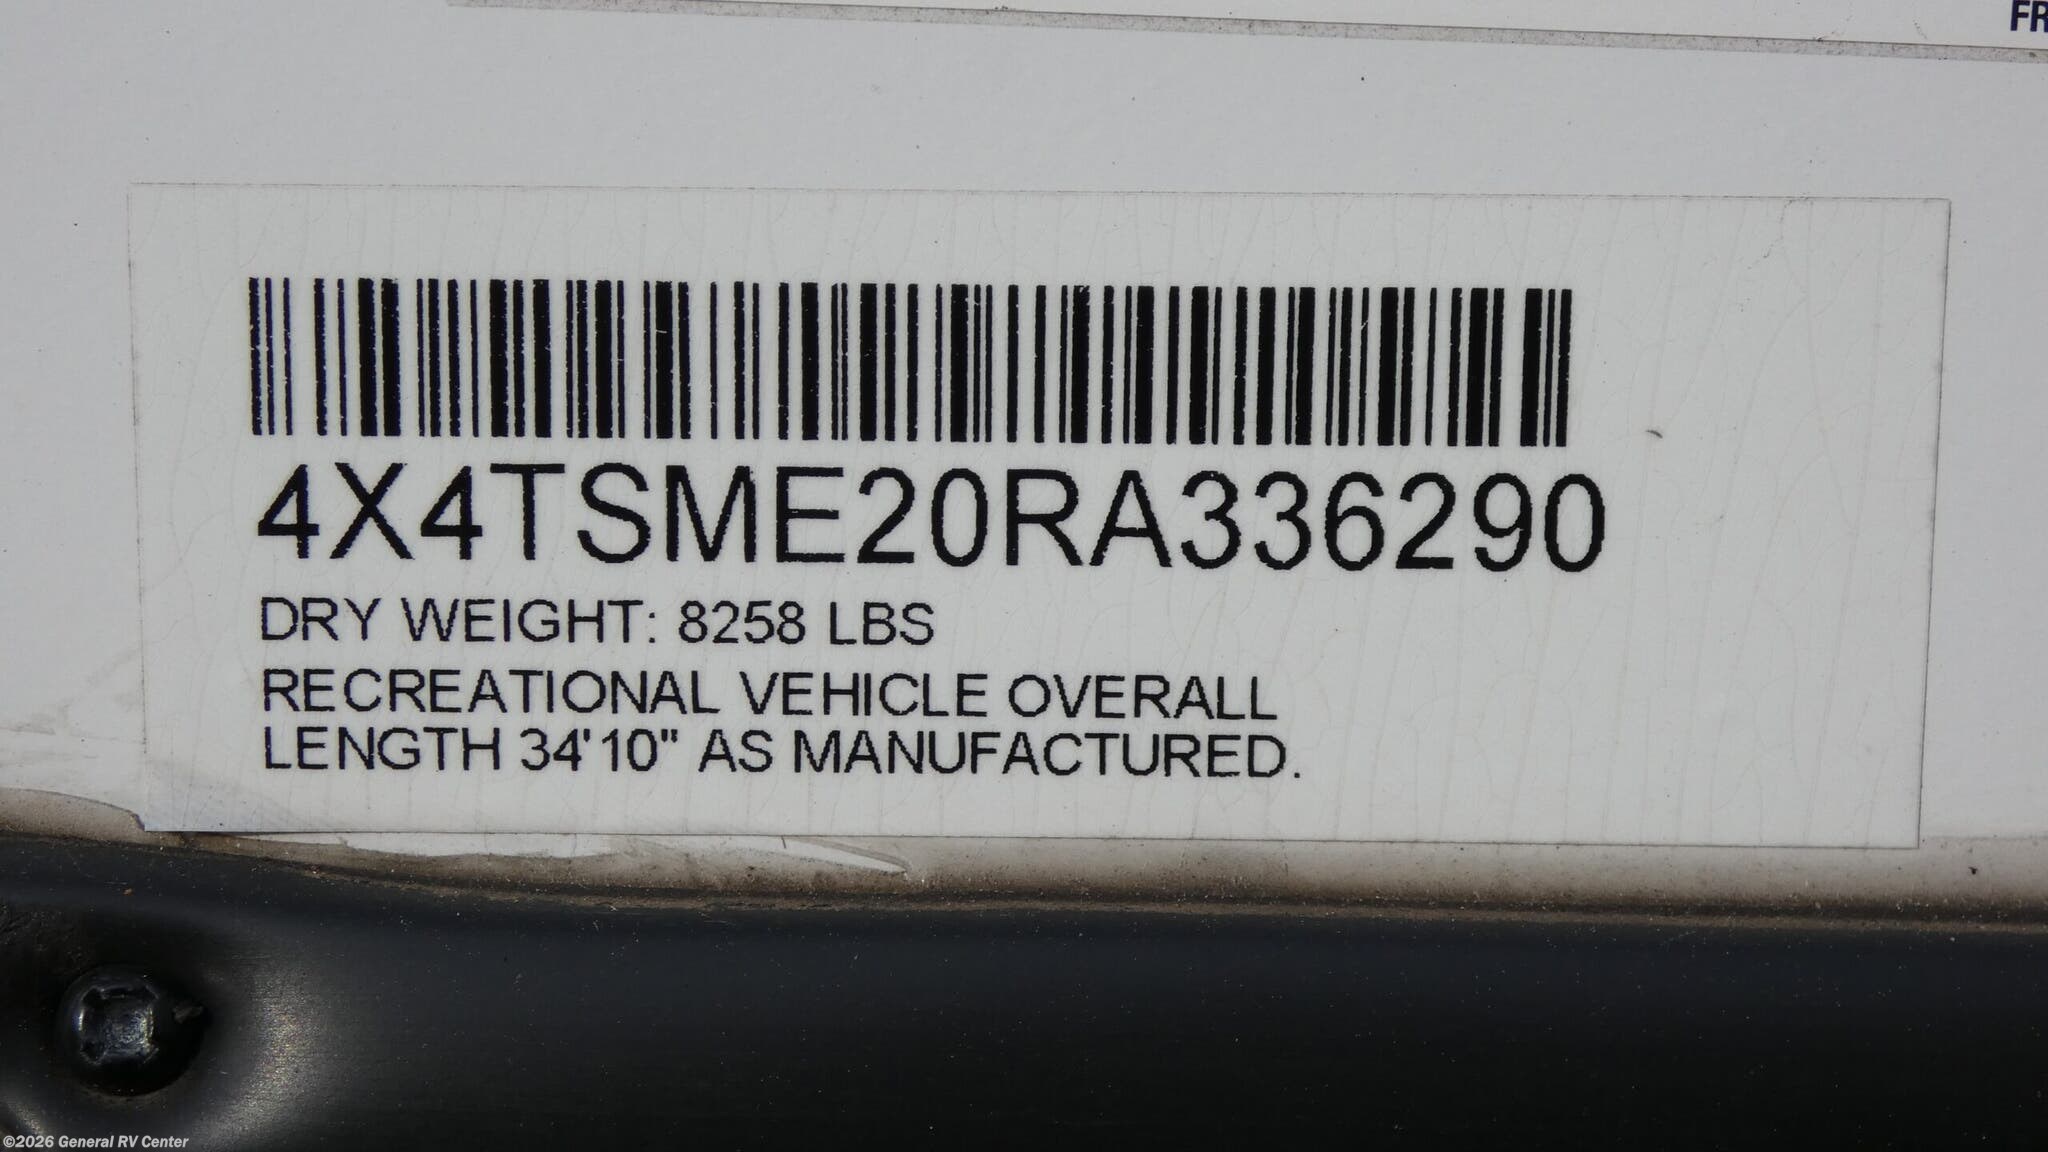 FR
4X4TSME20RA336290
DRY WEIGHT: 8258 LBS
RECREATIONAL VEHICLE OVERALL
LENGTH 34'10" AS MANUFACTURED.
©2026 General RV Center